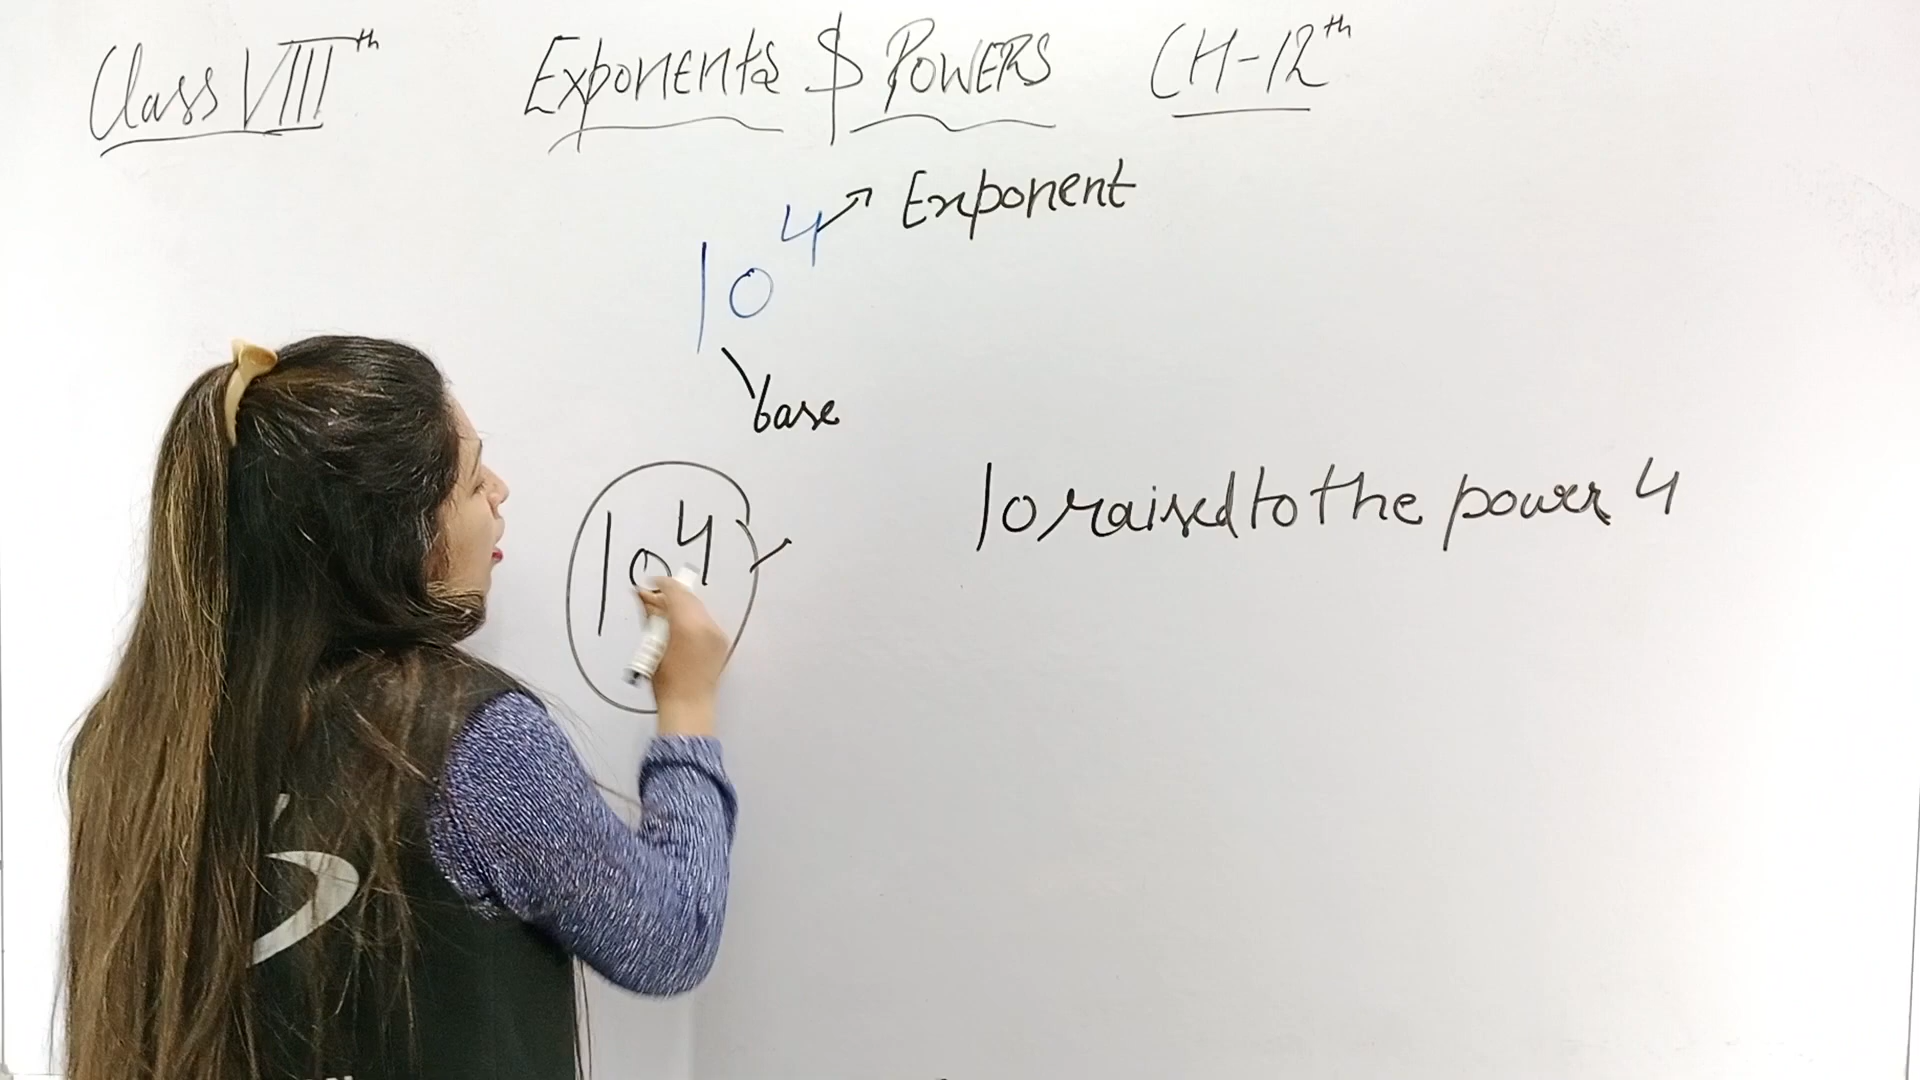 Class VIIIth Exponents & POWERS CH-12th
10⁴ → Exponent
base
10⁴
10 raised to the power 4